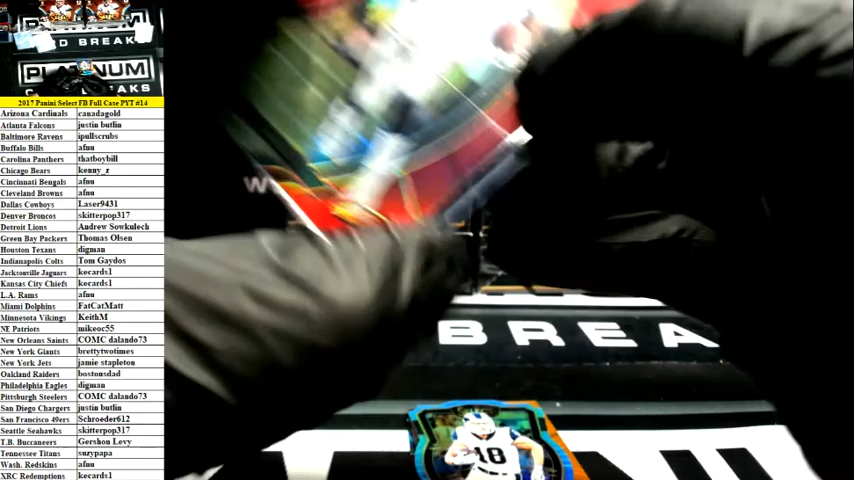 PLATINUM
D BREAK
PLATINUM
C BREAKS
2017 Panini Select FB Full Case PYT #14
Arizona Cardinals canadagold
Atlanta Falcons justin butlin
Baltimore Ravens ipullscrubs
Buffalo Bills afnu
Carolina Panthers thatboybill
Chicago Bears kenny_z
Cincinnati Bengals afnu
Cleveland Browns afnu
Dallas Cowboys Laser9431
Denver Broncos skitterpop317
Detroit Lions Andrew Sowkulech
Green Bay Packers Thomas Olsen
Houston Texans digman
Indianapolis Colts Tom Gaydos
Jacksonville Jaguars kecards1
Kansas City Chiefs kecards1
L.A. Rams afnu
Miami Dolphins FatCatMatt
Minnesota Vikings KeithM
NE Patriots mikeoc55
New Orleans Saints COMC dalando73
New York Giants brettytwotimes
New York Jets jamie stapleton
Oakland Raiders bostonsdad
Philadelphia Eagles digman
Pittsburgh Steelers COMC dalando73
San Diego Chargers justin butlin
San Francisco 49ers Schroeder612
Seattle Seahawks skitterpop317
T.B. Buccaneers Gershon Levy
Tennessee Titans suzypapa
Wash. Redskins afnu
XRC Redemptions kecards1
BREA
18